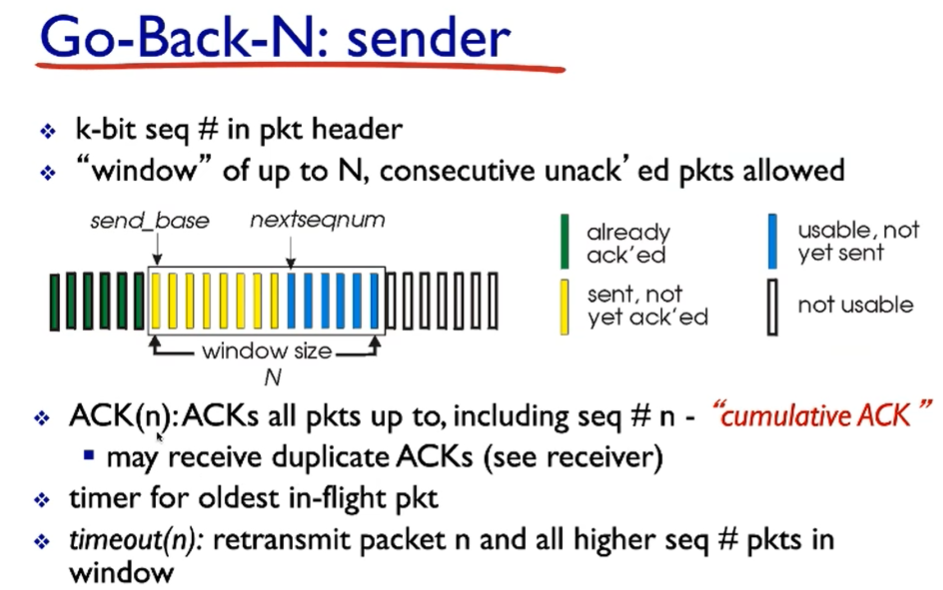 Go-Back-N: sender
k-bit seq # in pkt header
“window” of up to N, consecutive unack’ ed pkts allowed
send_base
nextseqnum
already
ack’ed
usable, not
yet sent
sent, not
yet ack’ed
not usable
window size
N
ACK(n): ACKs all pkts up to, including seq # n - “cumulative ACK ”
may receive duplicate ACKs (see receiver)
timer for oldest in-flight pkt
timeout(n): retransmit packet n and all higher seq # pkts in
window